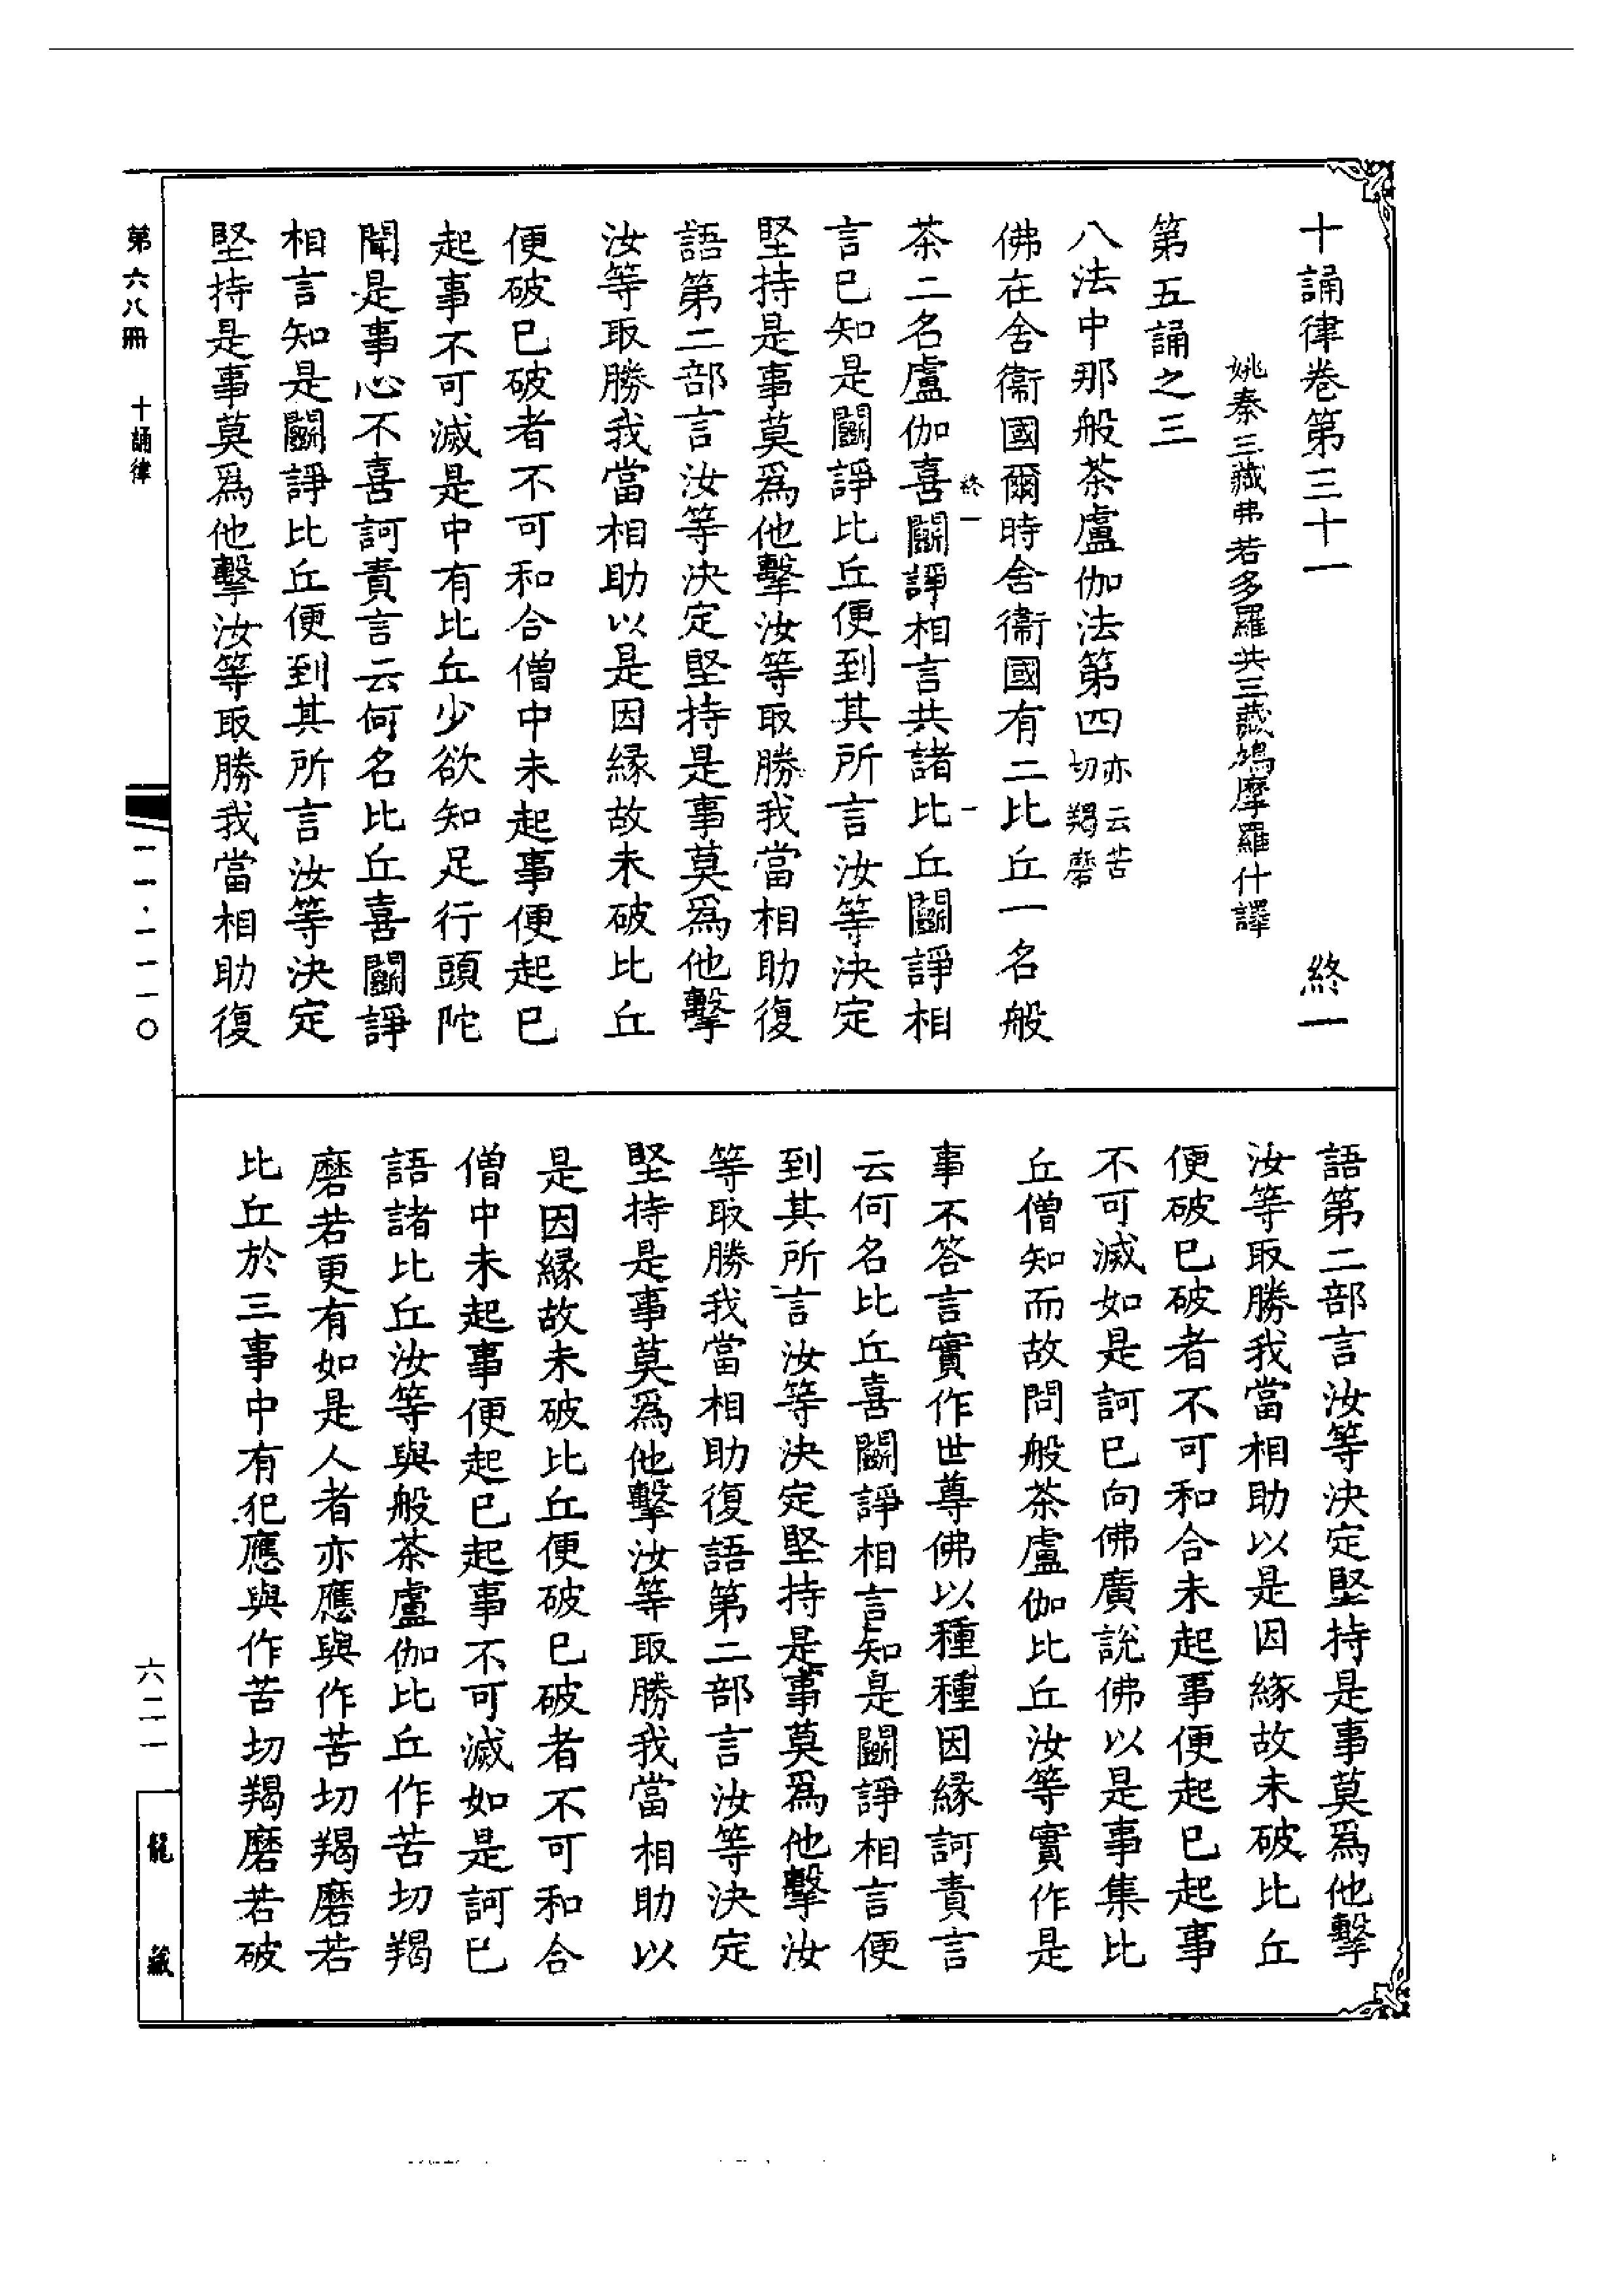 十誦律卷第三十一　終一
姚秦三藏弗若多羅共三藏鳩摩羅什譯
第五誦之三
八法中那般茶盧伽法第四亦云苦切羯磨
佛在舍衞國爾時舍衞國有二比丘一名般
終一　一
茶二名盧伽喜鬬諍相言共諸比丘鬬諍相
言已知是鬬諍比丘便到其所言汝等決定
堅持是事莫爲他擊汝等取勝我當相助復
語第二部言汝等決定堅持是事莫爲他擊
汝等取勝我當相助以是因緣故未破比丘
便破已破者不可和合僧中未起事便起已
起事不可滅是中有比丘少欲知足行頭陀
聞是事心不喜訶責言云何名比丘喜鬬諍
相言知是鬬諍比丘便到其所言汝等決定
堅持是事莫爲他擊汝等取勝我當相助復
語第二部言汝等決定堅持是事莫爲他擊
汝等取勝我當相助以是因緣故未破比丘
便破已破者不可和合未起事便起已起事
不可滅如是訶已向佛廣說佛以是事集比
丘僧知而故問般茶盧伽比丘汝等實作是
事不答言實作世尊佛以種種因緣訶責言
云何名比丘喜鬬諍相言知是鬬諍相言便
到其所言汝等決定堅持是事莫爲他擊汝
等取勝我當相助復語第二部言汝等決定
堅持是事莫爲他擊汝等取勝我當相助以
是因緣故未破比丘便破已破者不可和合
僧中未起事便起已起事不可滅如是訶已
語諸比丘汝等與般茶盧伽比丘作苦切羯
磨若更有如是人者亦應與作苦切羯磨若
比丘於三事中有犯應與作苦切羯磨若破
第六八冊　十誦律
一一·一一一〇
六二一
龍藏